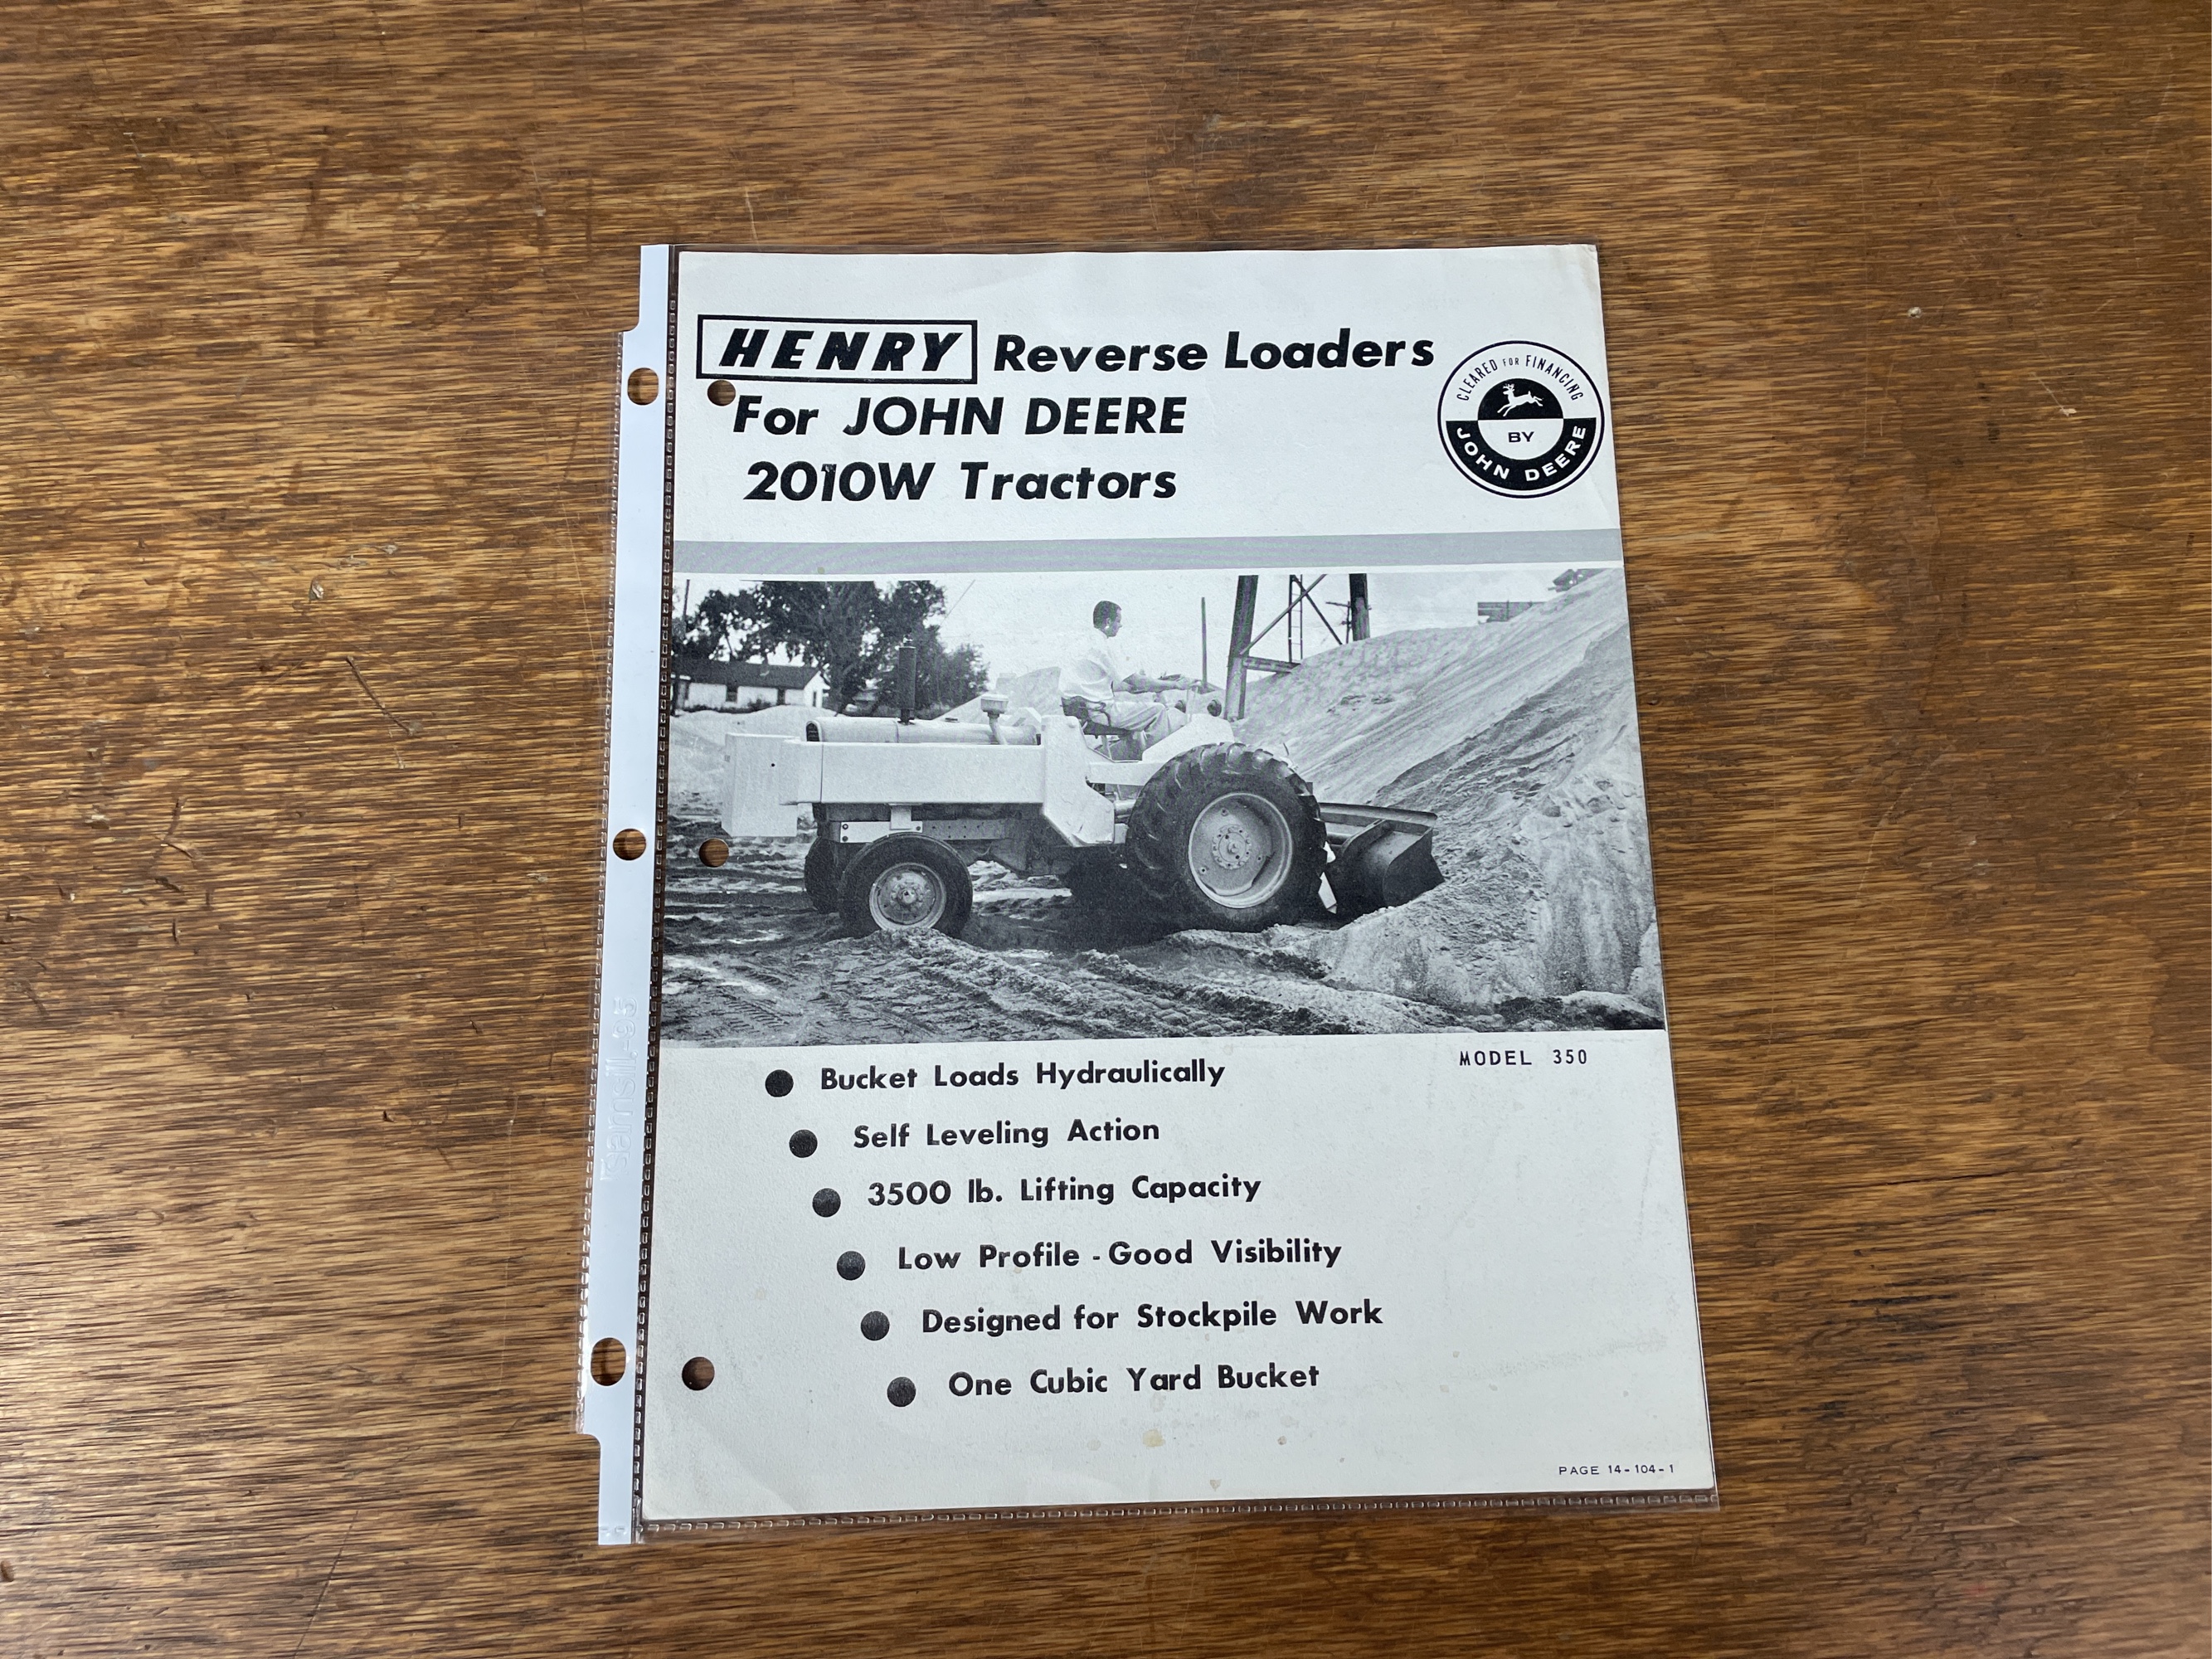 HENRY Reverse Loaders
For JOHN DEERE
2010W Tractors
CLEARED FOR FINANCING
BY
JOHN DEERE
MODEL 350
Bucket Loads Hydraulically
Self Leveling Action
3500 lb. Lifting Capacity
Low Profile - Good Visibility
Designed for Stockpile Work
One Cubic Yard Bucket
PAGE 14-104-1